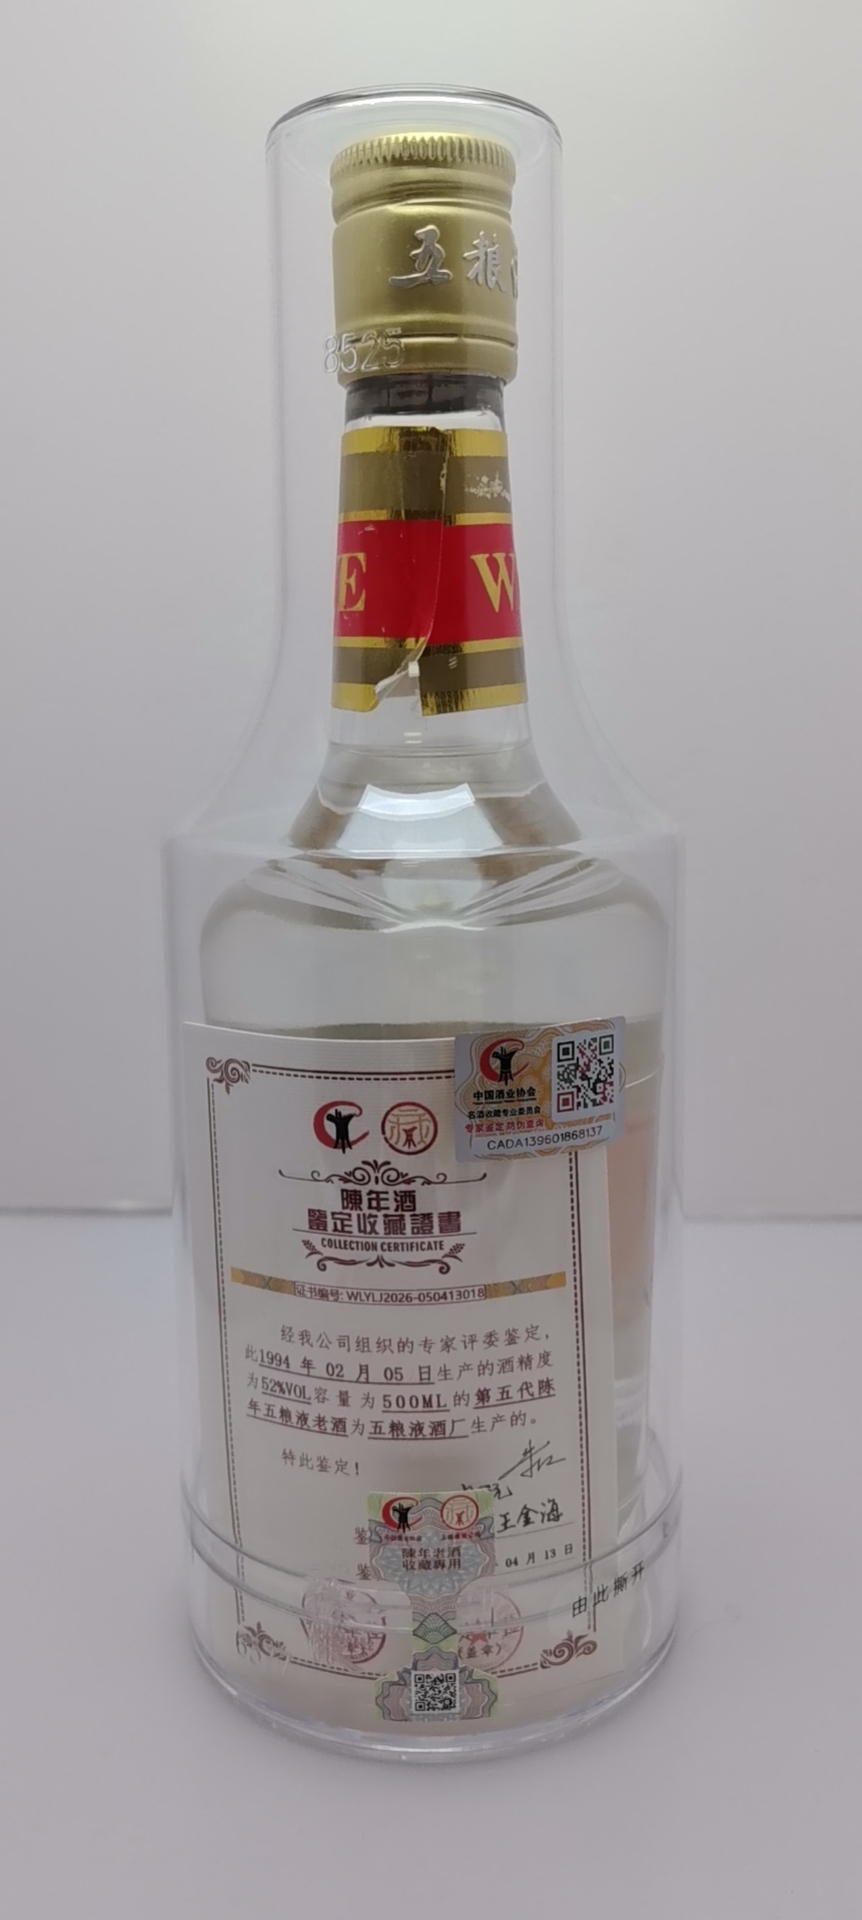 五粮
8525
E W
中国酒业协会
名酒收藏专业委员会
专家鉴定防伪查询
CADA139601868137
陳年酒
鑒定收藏證書
COLLECTION CERTIFICATE
证书编号: WLYLJ2026-050413018
经我公司组织的专家评委鉴定，
此1994 年 02 月 05 日生产的酒精度
为52%VOL容量为500ML的第五代陈
年五粮液老酒为五粮液酒厂生产的。
特此鉴定！
王金海
鉴
陳年老酒
收藏專用
04 月 13 日
鉴
由此撕开
章）
（盖章）